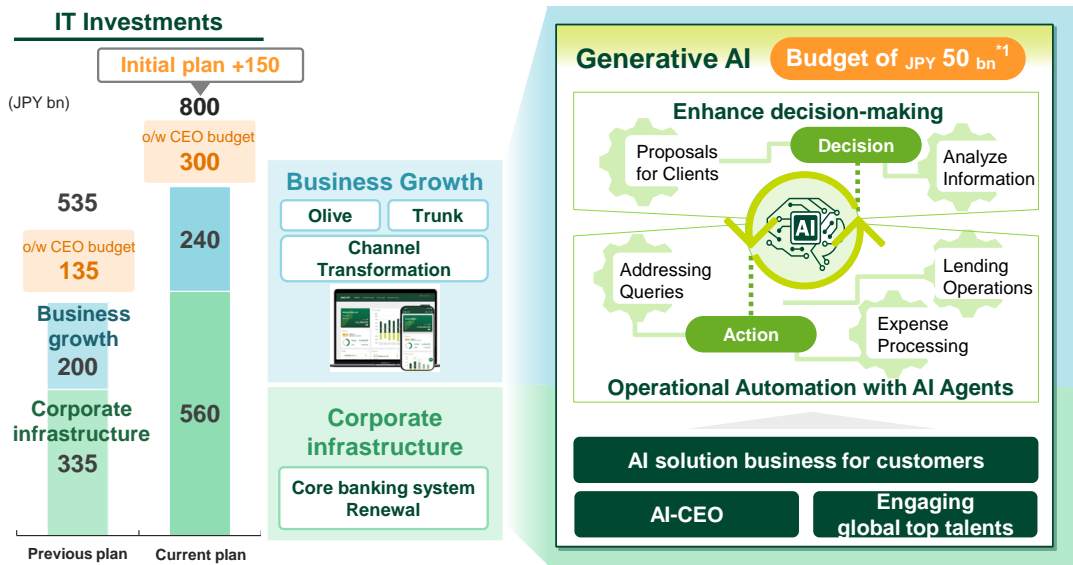 IT Investments
Initial plan +150
(JPY bn)
800
o/w CEO budget
300
535
o/w CEO budget
135
240
Business
growth
200
Corporate
infrastructure
335
560
Previous plan
Current plan
Business Growth
Olive
Trunk
Channel
Transformation
Corporate
infrastructure
Core banking system
Renewal
Generative AI
Budget of JPY 50 bn*1
Enhance decision-making
Decision
Proposals
for Clients
Analyze
Information
AI
Addressing
Queries
Lending
Operations
Action
Expense
Processing
Operational Automation with AI Agents
AI solution business for customers
AI-CEO
Engaging
global top talents